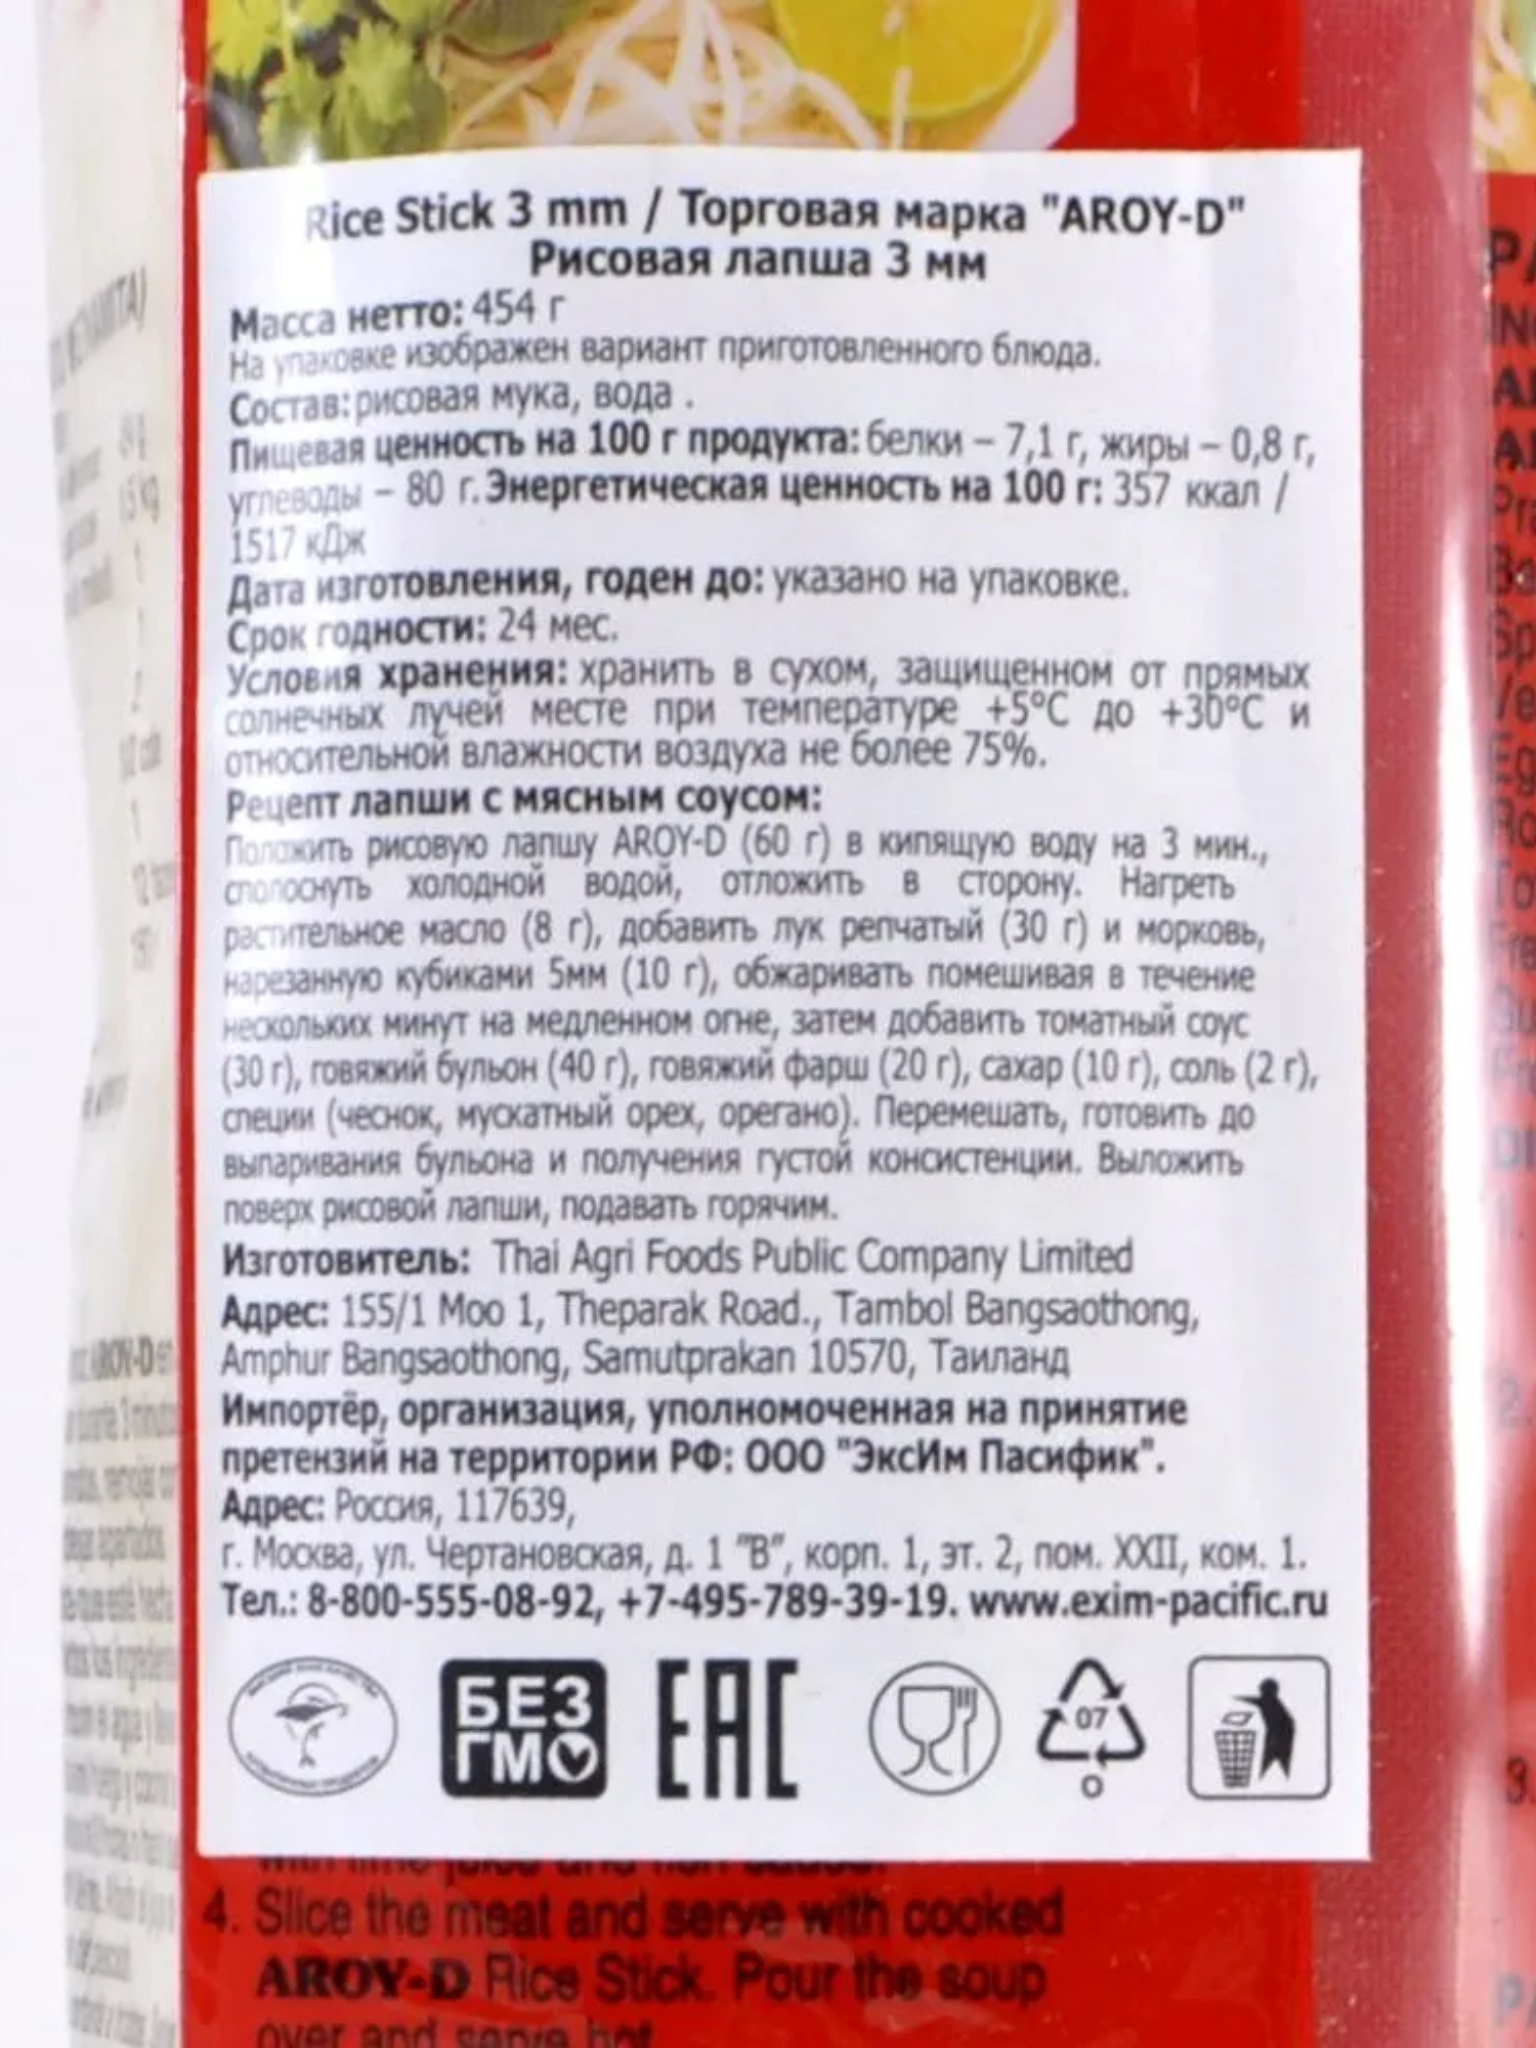 Rice Stick 3 mm / Торговая марка "AROY-D"
Рисовая лапша 3 мм
Масса нетто: 454 г
На упаковке изображен вариант приготовленного блюда.
Состав: рисовая мука, вода .
Пищевая ценность на 100 г продукта: белки – 7,1 г, жиры – 0,8 г,
углеводы – 80 г. Энергетическая ценность на 100 г: 357 ккал /
1517 кДж
Дата изготовления, годен до: указано на упаковке.
Срок годности: 24 мес.
Условия хранения: хранить в сухом, защищенном от прямых
солнечных лучей месте при температуре +5°С до +30°С и
относительной влажности воздуха не более 75%.
Рецепт лапши с мясным соусом:
Положить рисовую лапшу AROY-D (60 г) в кипящую воду на 3 мин.,
сполоснуть холодной водой, отложить в сторону. Нагреть
растительное масло (8 г), добавить лук репчатый (30 г) и морковь,
нарезанную кубиками 5мм (10 г), обжаривать помешивая в течение
нескольких минут на медленном огне, затем добавить томатный соус
(30 г), говяжий бульон (40 г), говяжий фарш (20 г), сахар (10 г), соль (2 г),
специи (чеснок, мускатный орех, орегано). Перемешать, готовить до
выпаривания бульона и получения густой консистенции. Выложить
поверх рисовой лапши, подавать горячим.
Изготовитель: Thai Agri Foods Public Company Limited
Адрес: 155/1 Moo 1, Theparak Road., Tambol Bangsaothong,
Amphur Bangsaothong, Samutprakan 10570, Таиланд
Импортёр, организация, уполномоченная на принятие
претензий на территории РФ: ООО "ЭксИм Пасифик".
Адрес: Россия, 117639,
г. Москва, ул. Чертановская, д. 1 "В", корп. 1, эт. 2, пом. XXII, ком. 1.
Тел.: 8-800-555-08-92, +7-495-789-39-19. www.exim-pacific.ru
БЕЗ
ГМО
EAC
07
O
4. Slice the meat and serve with cooked
AROY-D Rice Stick. Pour the soup
over and serve hot